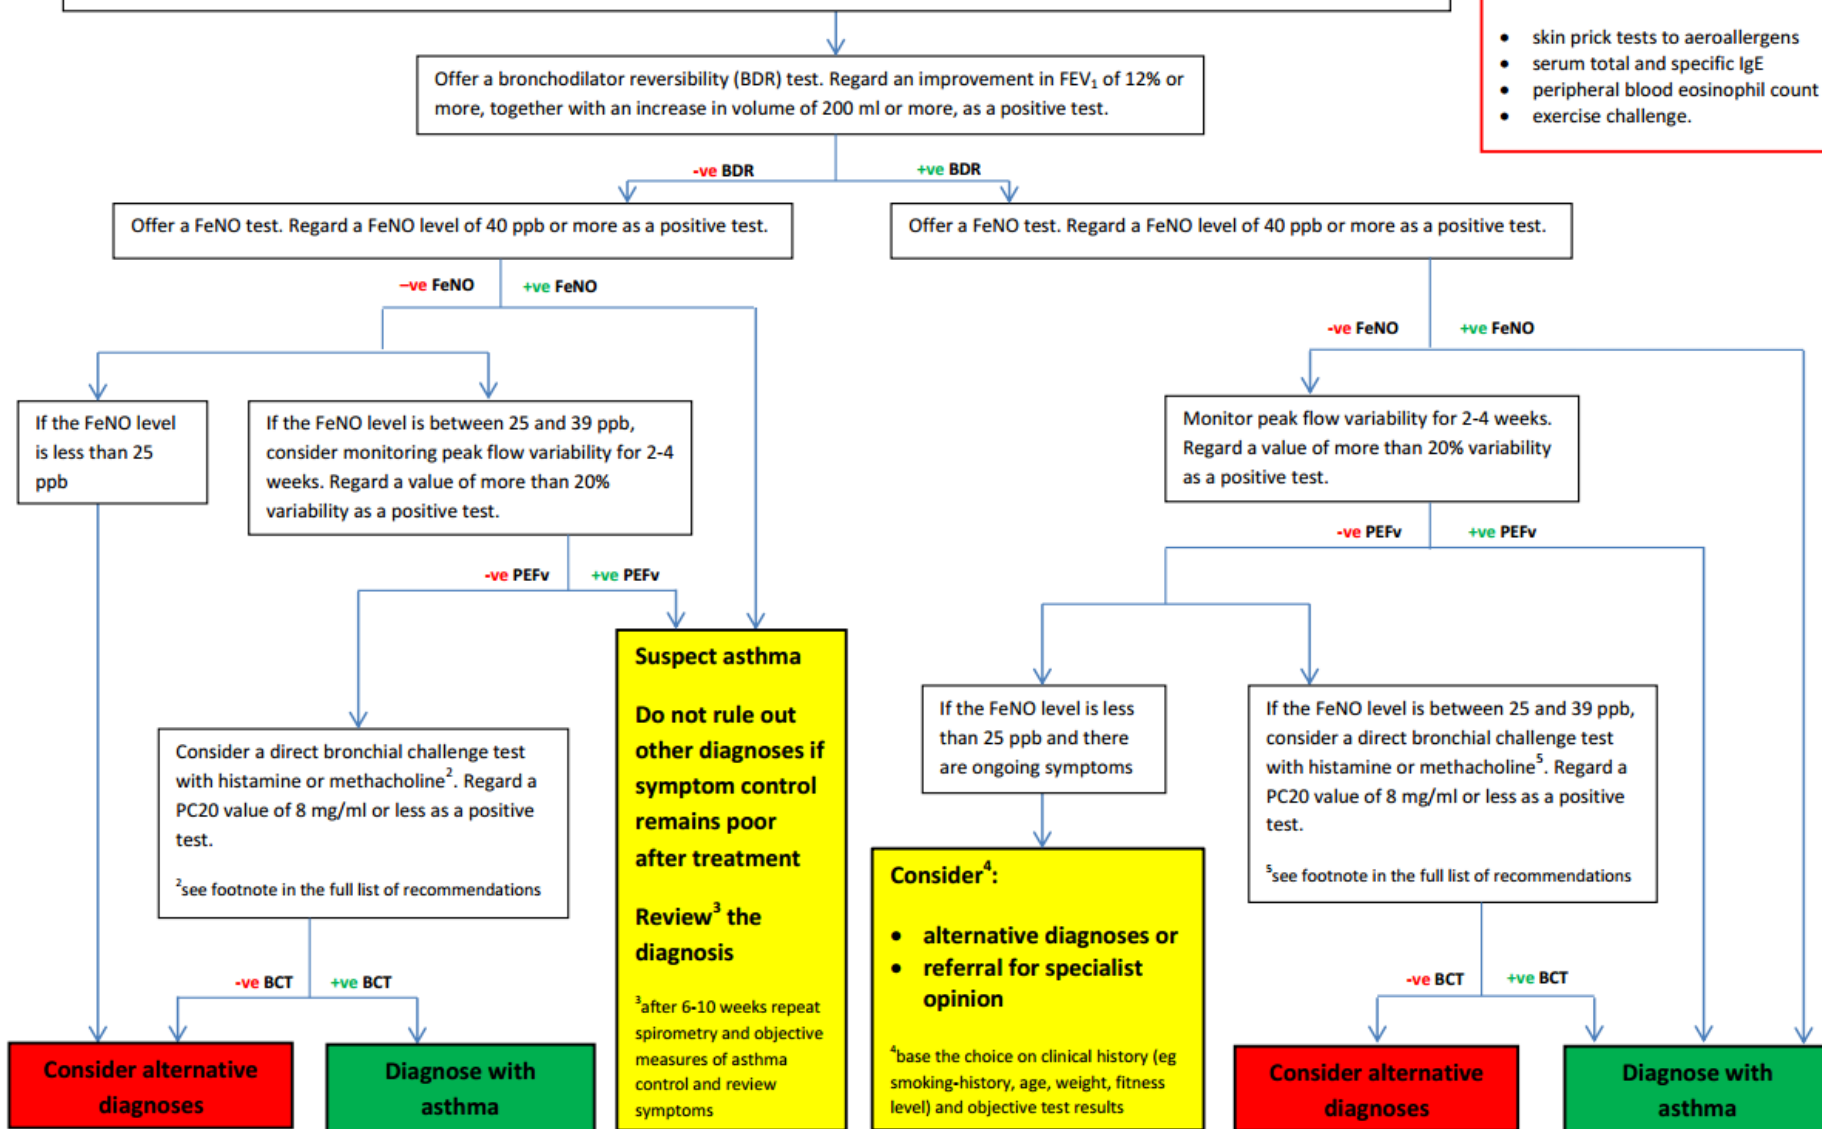 • skin prick tests to aeroallergens
• serum total and specific IgE
• peripheral blood eosinophil count
• exercise challenge.
Offer a bronchodilator reversibility (BDR) test. Regard an improvement in FEV₁ of 12% or
more, together with an increase in volume of 200 ml or more, as a positive test.
-ve BDR
+ve BDR
Offer a FeNO test. Regard a FeNO level of 40 ppb or more as a positive test.
Offer a FeNO test. Regard a FeNO level of 40 ppb or more as a positive test.
–ve FeNO
+ve FeNO
-ve FeNO
+ve FeNO
If the FeNO level
is less than 25
ppb
If the FeNO level is between 25 and 39 ppb,
consider monitoring peak flow variability for 2-4
weeks. Regard a value of more than 20%
variability as a positive test.
Monitor peak flow variability for 2-4 weeks.
Regard a value of more than 20% variability
as a positive test.
-ve PEFv
+ve PEFv
-ve PEFv
+ve PEFv
Consider a direct bronchial challenge test
with histamine or methacholine². Regard a
PC20 value of 8 mg/ml or less as a positive
test.
²see footnote in the full list of recommendations
Suspect asthma
Do not rule out
other diagnoses if
symptom control
remains poor
after treatment
Review³ the
diagnosis
³after 6-10 weeks repeat
spirometry and objective
measures of asthma
control and review
symptoms
If the FeNO level is less
than 25 ppb and there
are ongoing symptoms
Consider⁴:
• alternative diagnoses or
• referral for specialist
opinion
⁴base the choice on clinical history (eg
smoking-history, age, weight, fitness
level) and objective test results
If the FeNO level is between 25 and 39 ppb,
consider a direct bronchial challenge test
with histamine or methacholine⁵. Regard a
PC20 value of 8 mg/ml or less as a positive
test.
⁵see footnote in the full list of recommendations
-ve BCT
+ve BCT
-ve BCT
+ve BCT
Consider alternative
diagnoses
Diagnose with
asthma
Consider alternative
diagnoses
Diagnose with
asthma